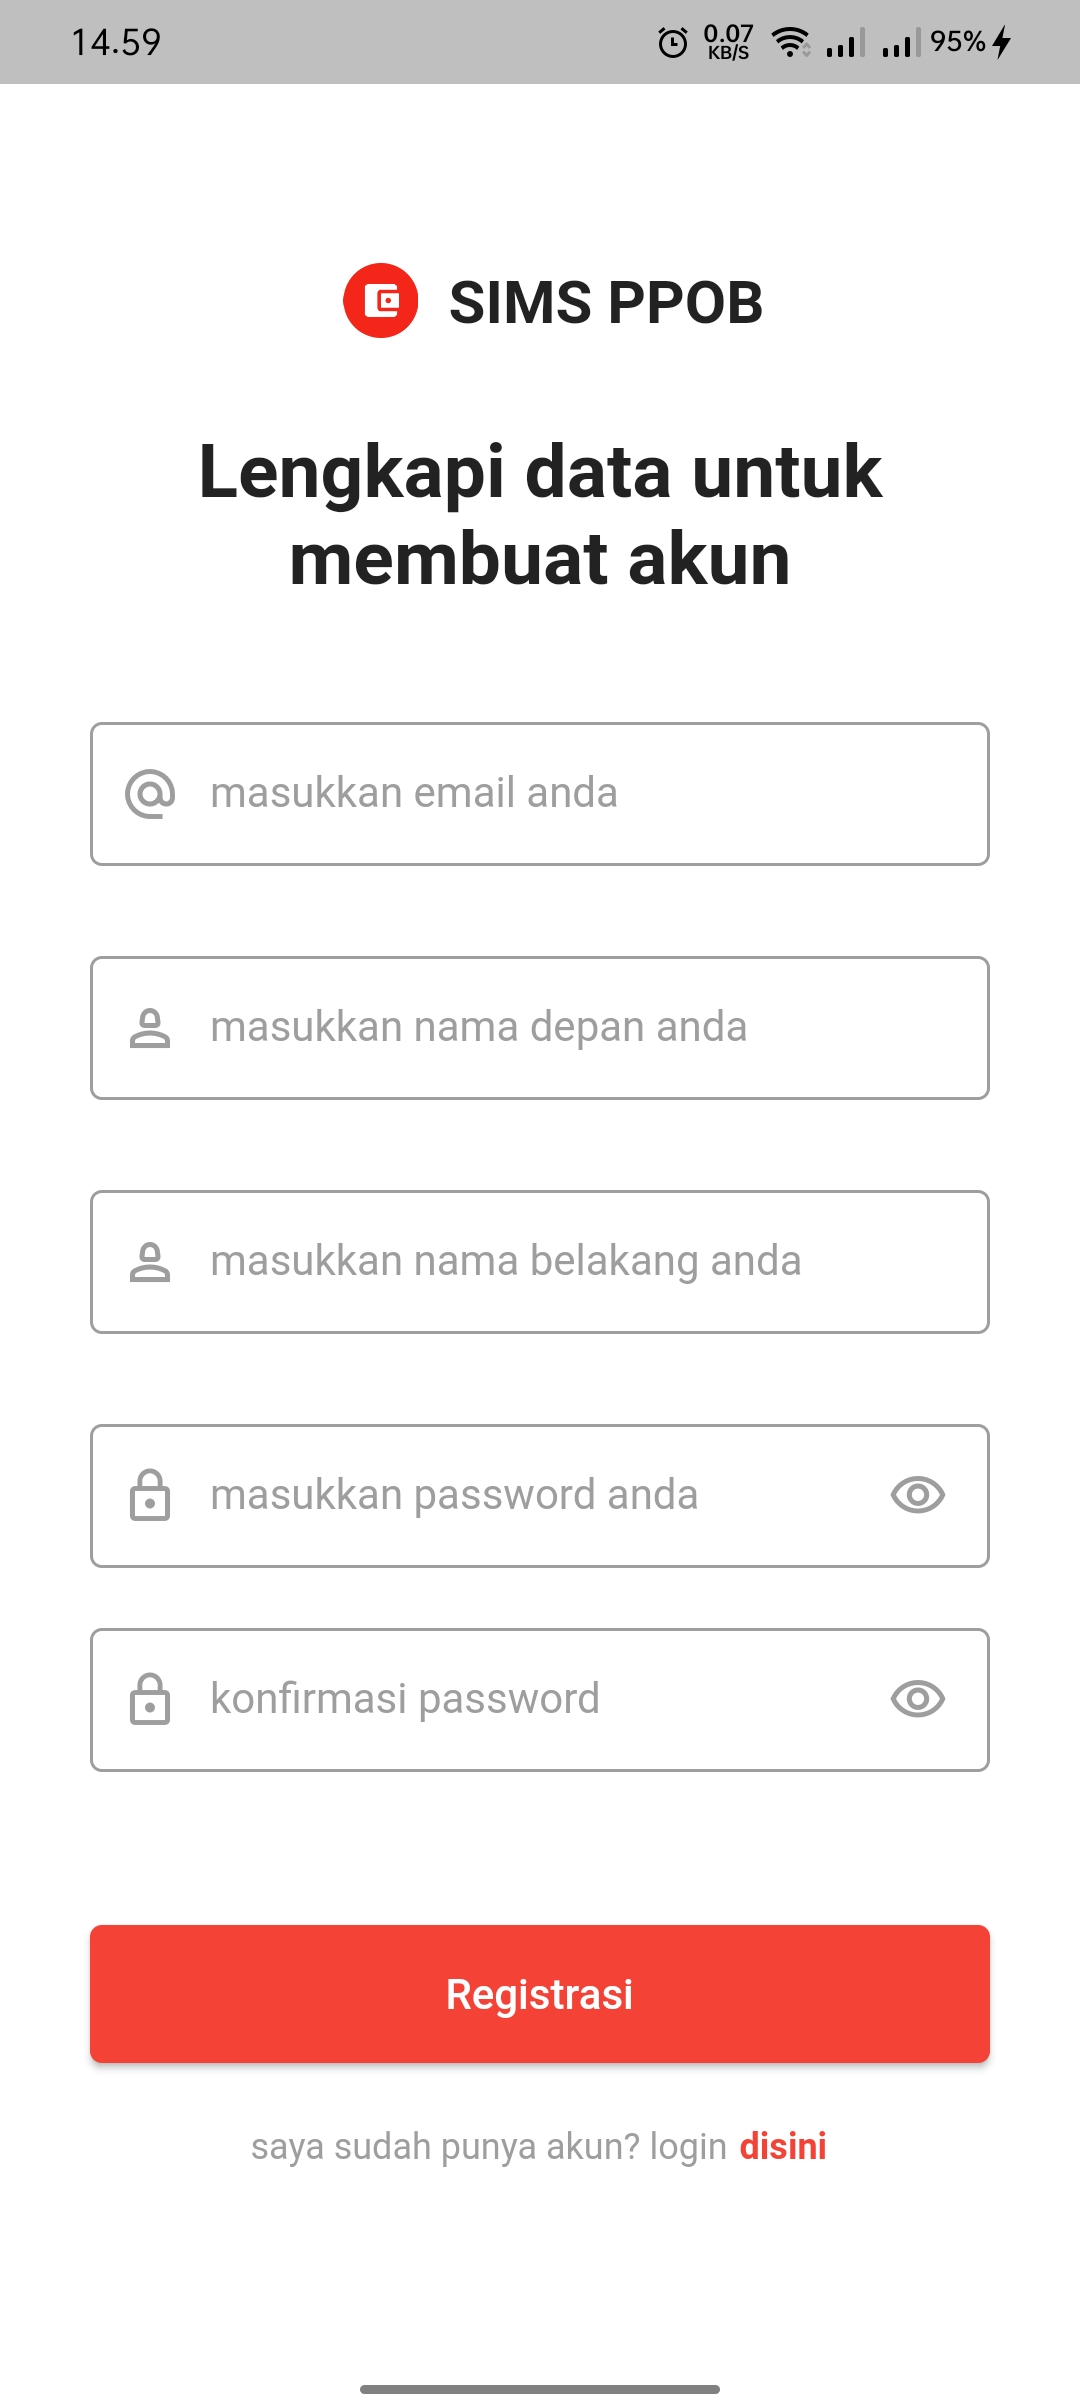 14.59
0.07
KB/S
95%
SIMS PPOB
Lengkapi data untuk
membuat akun
masukkan email anda
masukkan nama depan anda
masukkan nama belakang anda
masukkan password anda
konfirmasi password
Registrasi
saya sudah punya akun? login disini